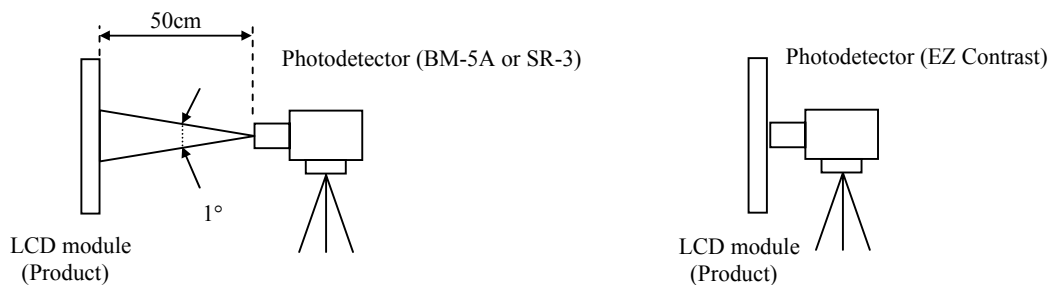 50cm
Photodetector (BM-5A or SR-3)
1°
LCD module
(Product)
Photodetector (EZ Contrast)
LCD module
(Product)